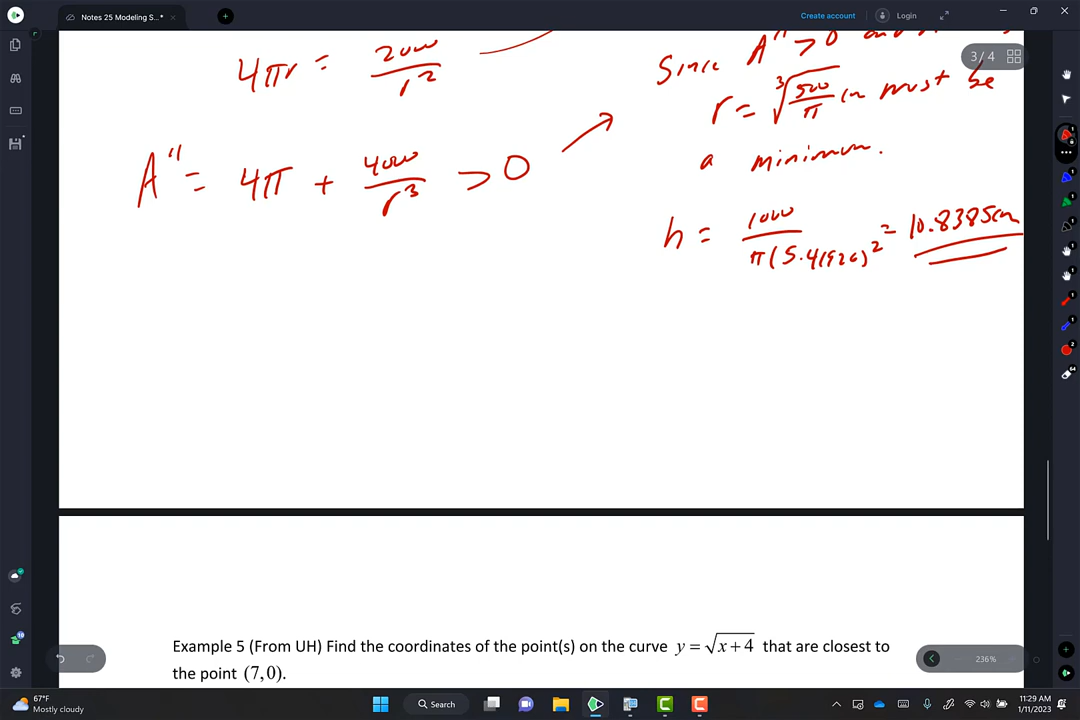 Notes 25 Modeling S...*
Create account
Login
3/4
4πr = 2000/r²
Since A" > 0
r = ∛(500/π) cm must be
a minimum.
A" = 4π + 4000/r³ > 0
h = 1000/π(5.41926)² = 10.8385cm
Example 5 (From UH) Find the coordinates of the point(s) on the curve y = √x+4 that are closest to
the point (7,0).
236%
67°F
Mostly cloudy
Search
11:29 AM
1/11/2023